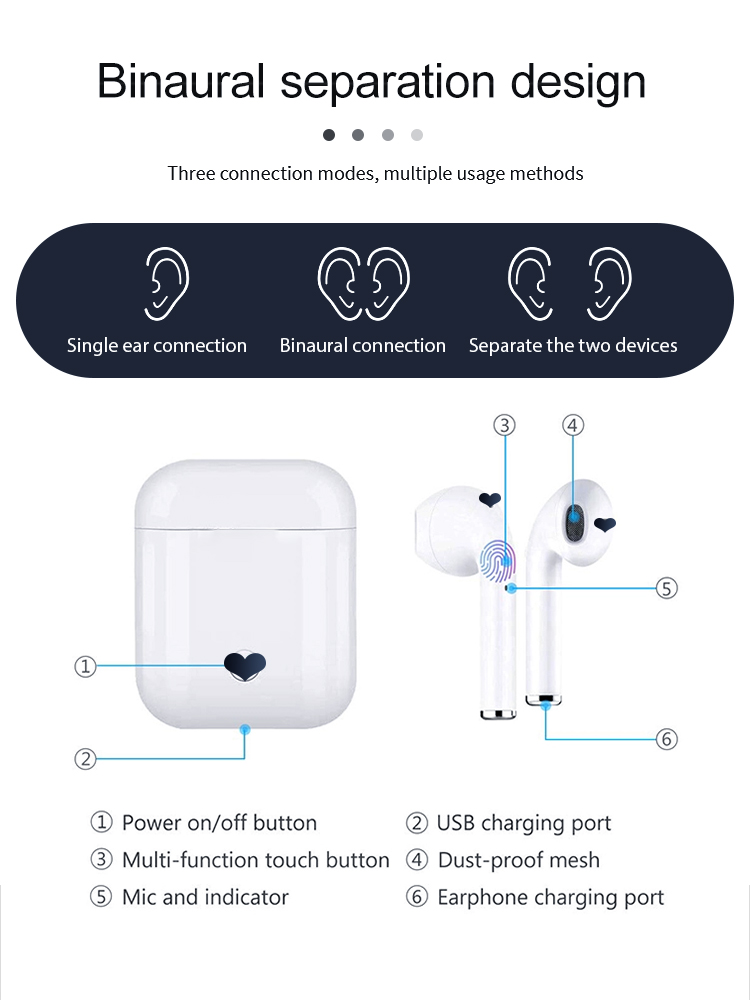 Binaural separation design
Three connection modes, multiple usage methods
Single ear connection
Binaural connection
Separate the two devices
③
④
⑤
①
⑥
②
① Power on/off button
② USB charging port
③ Multi-function touch button
④ Dust-proof mesh
⑤ Mic and indicator
⑥ Earphone charging port